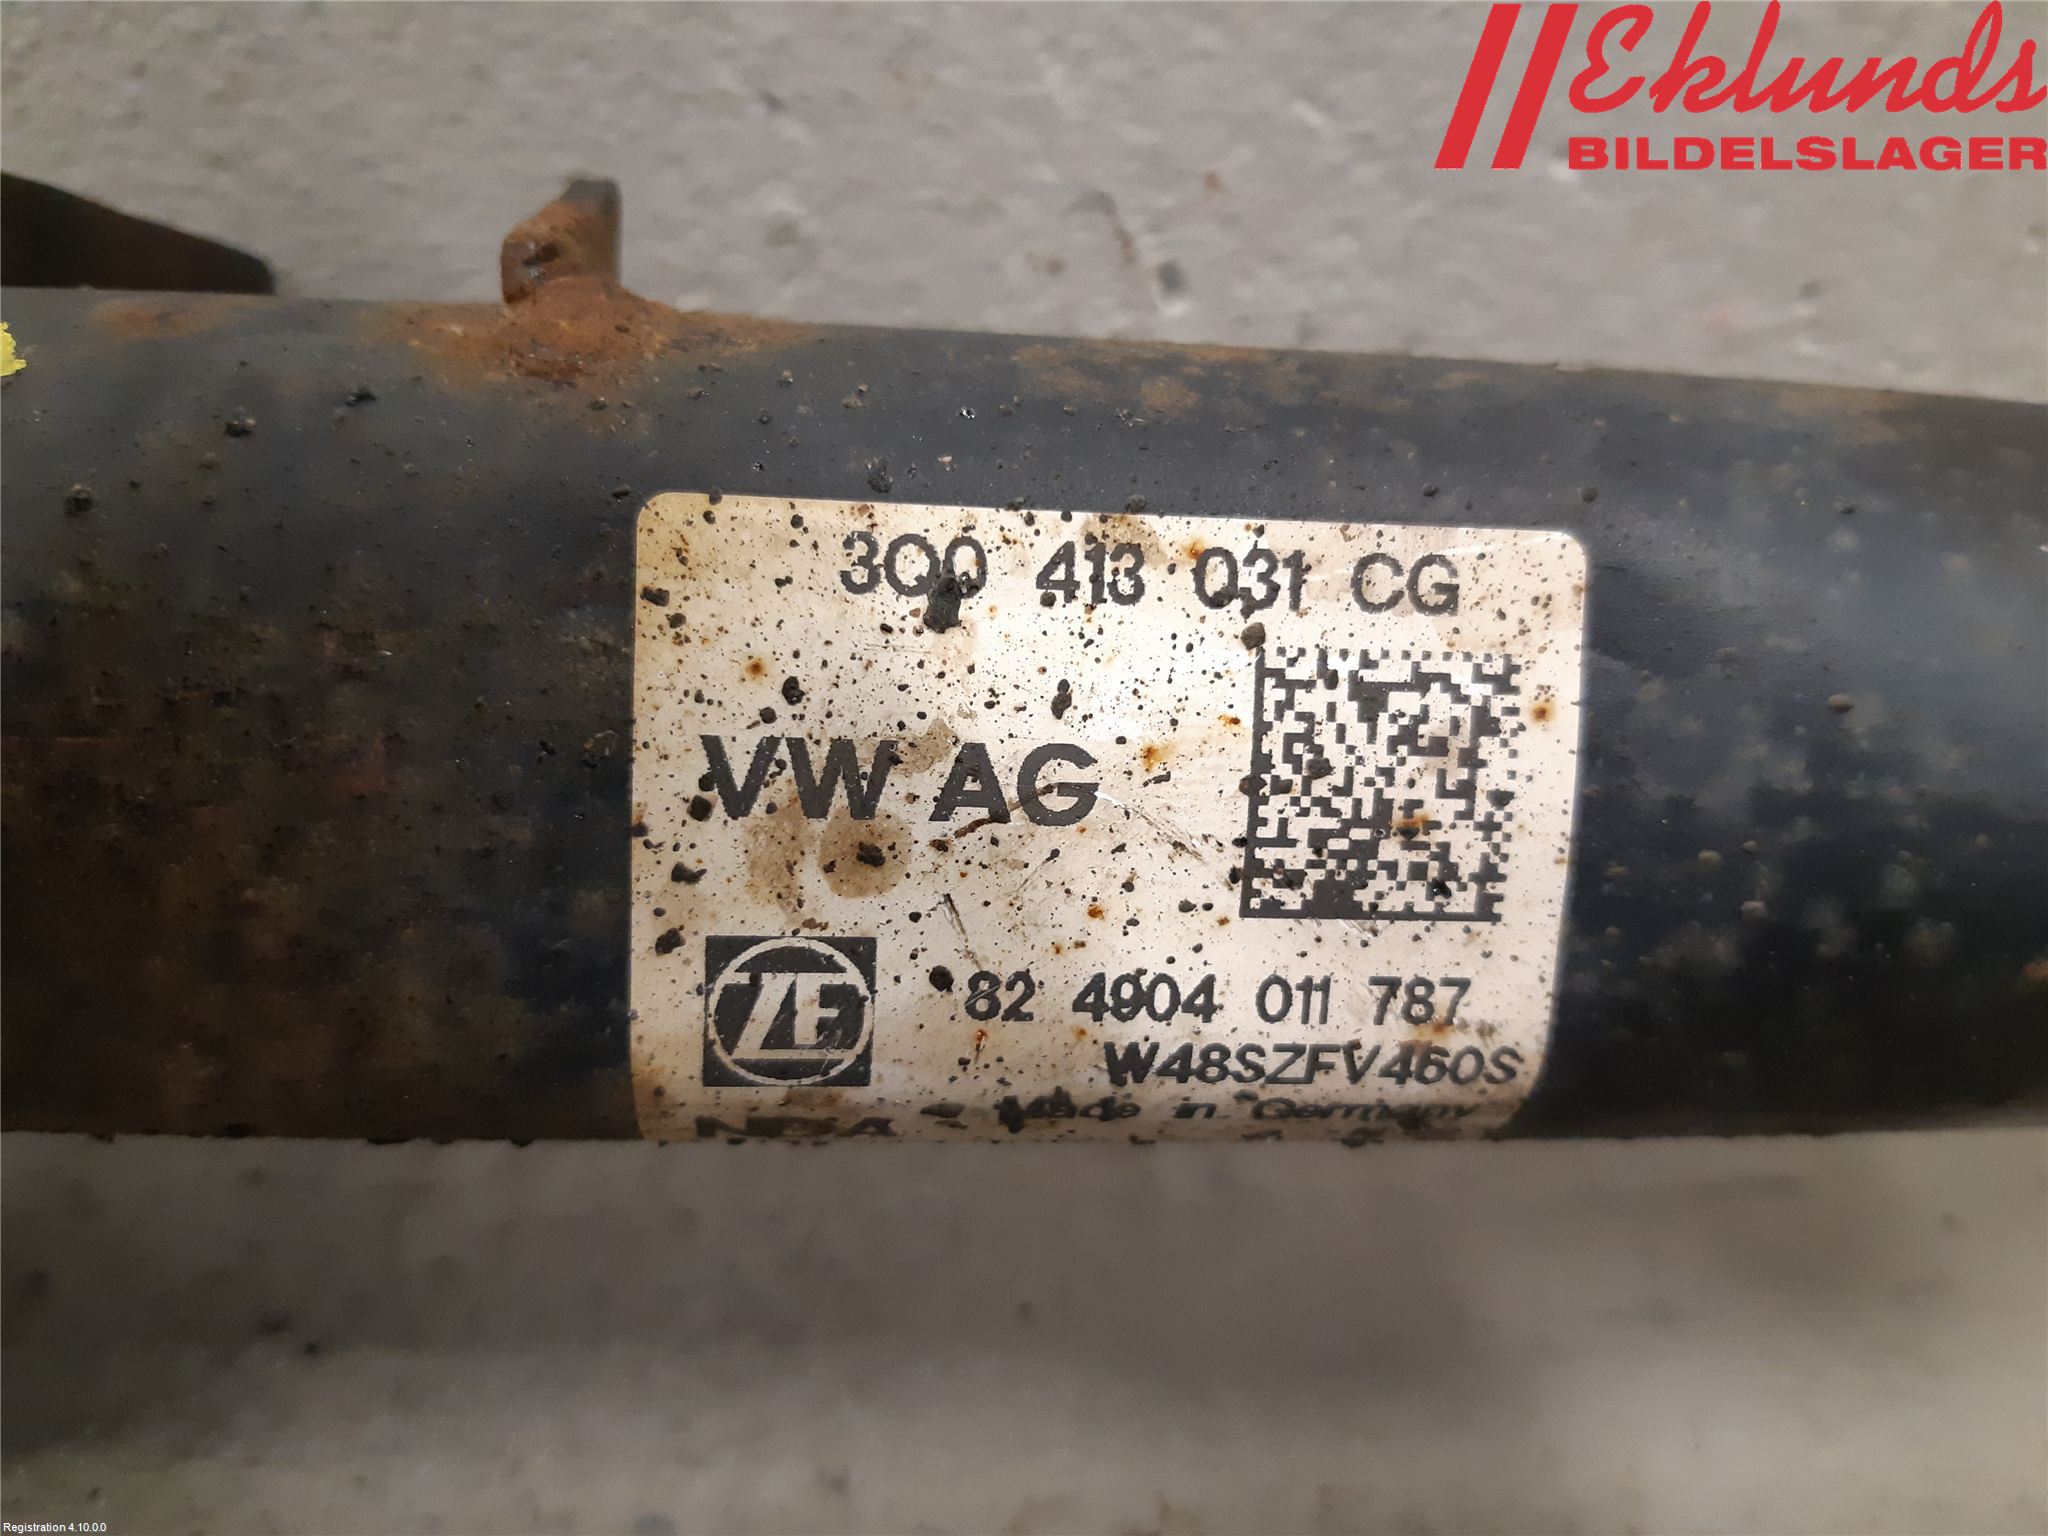 Eklunds
BILDELSLAGER
3Q0 413 031 CG
VW AG
ZF
82 4904 011 787
W48SZFV460S
Made in Germany
Registration 4.10.0.0